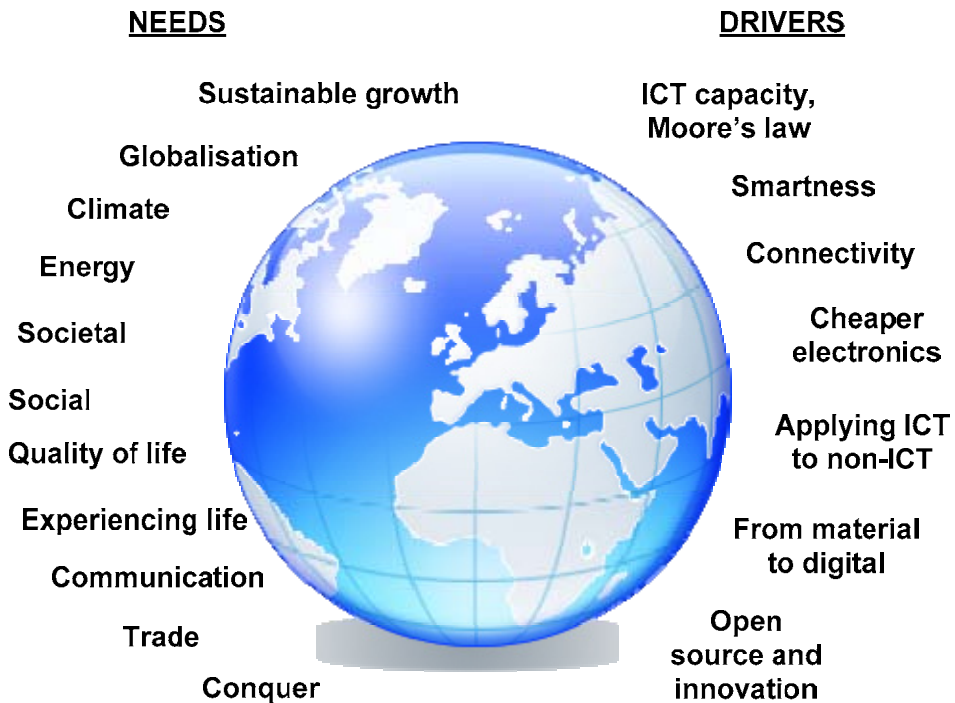 NEEDS
Sustainable growth
Globalisation
Climate
Energy
Societal
Social
Quality of life
Experiencing life
Communication
Trade
Conquer
DRIVERS
ICT capacity,
Moore's law
Smartness
Connectivity
Cheaper
electronics
Applying ICT
to non-ICT
From material
to digital
Open
source and
innovation